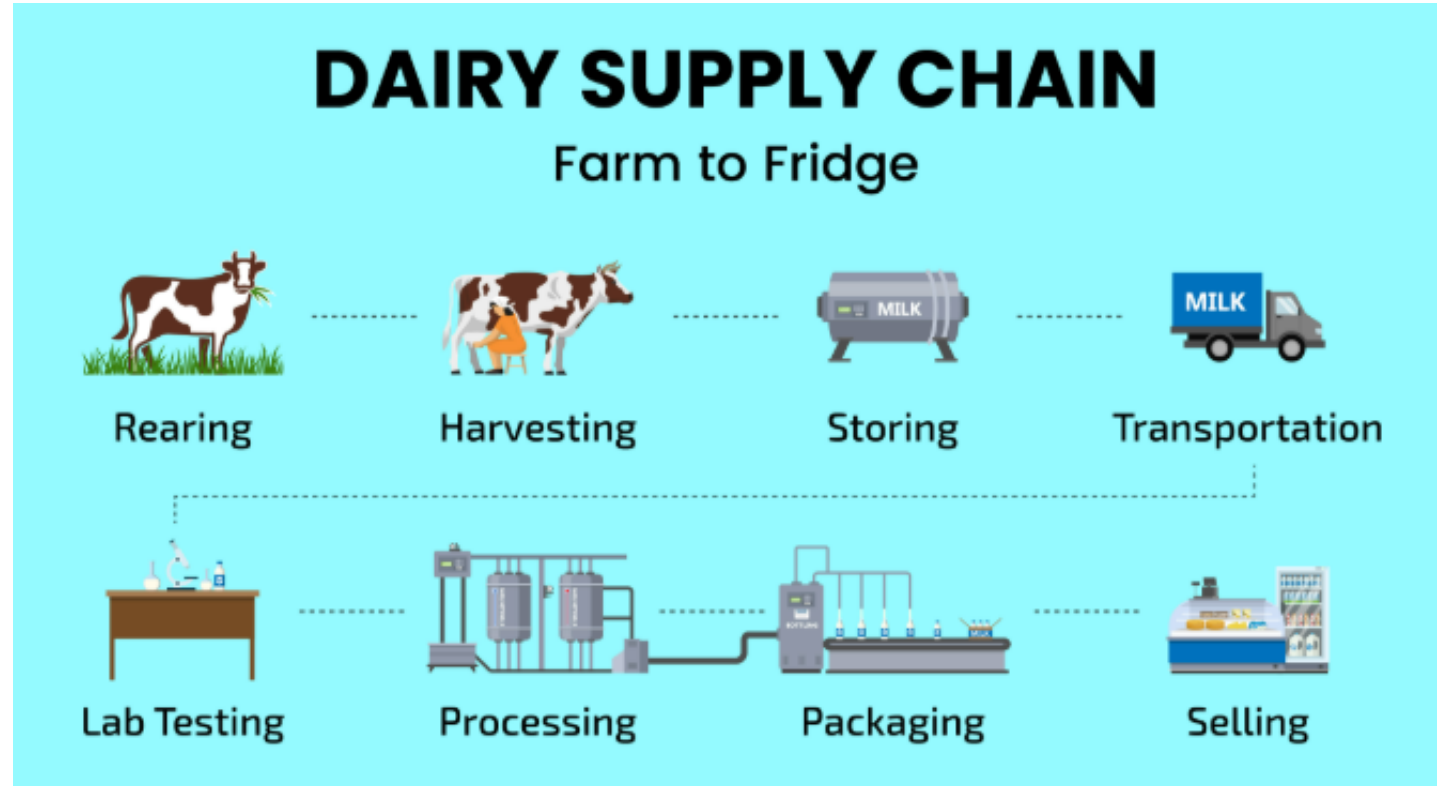 DAIRY SUPPLY CHAIN
Farm to Fridge
MILK
MILK
Rearing
Harvesting
Storing
Transportation
Lab Testing
Processing
Packaging
Selling